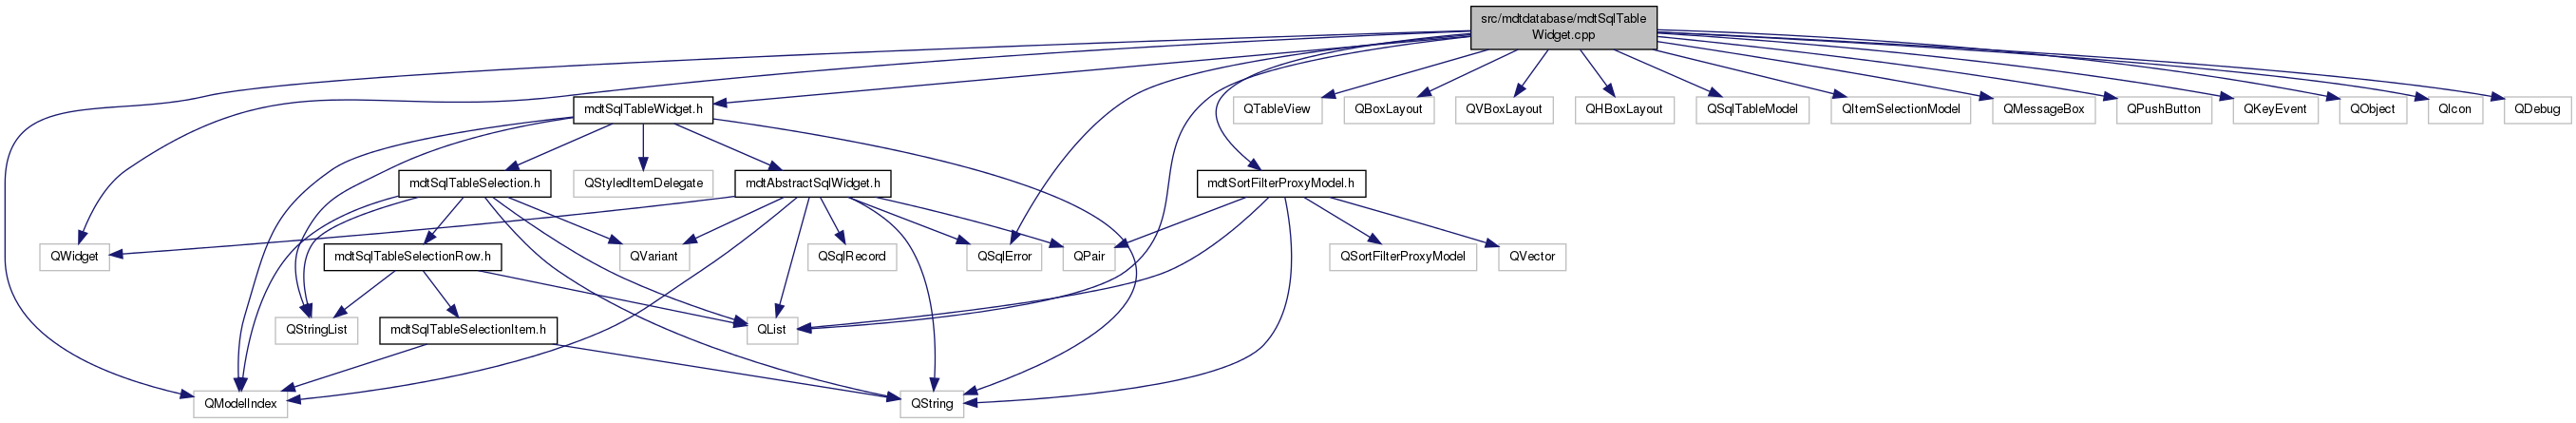 src/mdtdatabase/mdtSqlTable
Widget.cpp
mdtSqlTableWidget.h
QTableView
QBoxLayout
QVBoxLayout
QHBoxLayout
QSqlTableModel
QItemSelectionModel
QMessageBox
QPushButton
QKeyEvent
QObject
QIcon
QDebug
mdtSqlTableSelection.h
QStyledItemDelegate
mdtAbstractSqlWidget.h
mdtSortFilterProxyModel.h
QWidget
mdtSqlTableSelectionRow.h
QVariant
QSqlRecord
QSqlError
QPair
QSortFilterProxyModel
QVector
QStringList
mdtSqlTableSelectionItem.h
QList
QModelIndex
QString